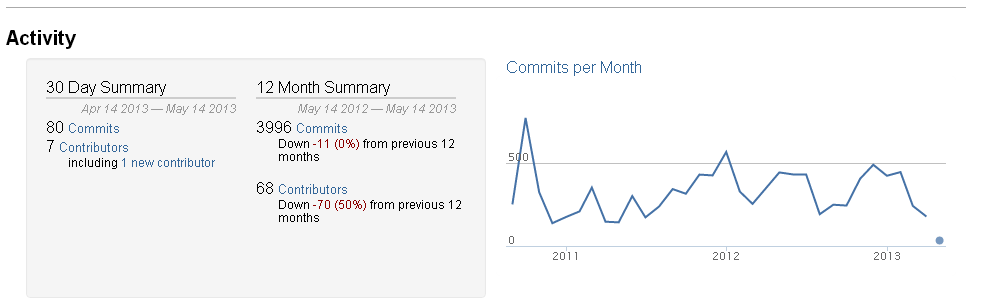 Activity
30 Day Summary
Apr 14 2013 — May 14 2013
80 Commits
7 Contributors
including 1 new contributor
12 Month Summary
May 14 2012 — May 14 2013
3996 Commits
Down -11 (0%) from previous 12
months
68 Contributors
Down -70 (50%) from previous 12
months
Commits per Month
500
0
2011
2012
2013